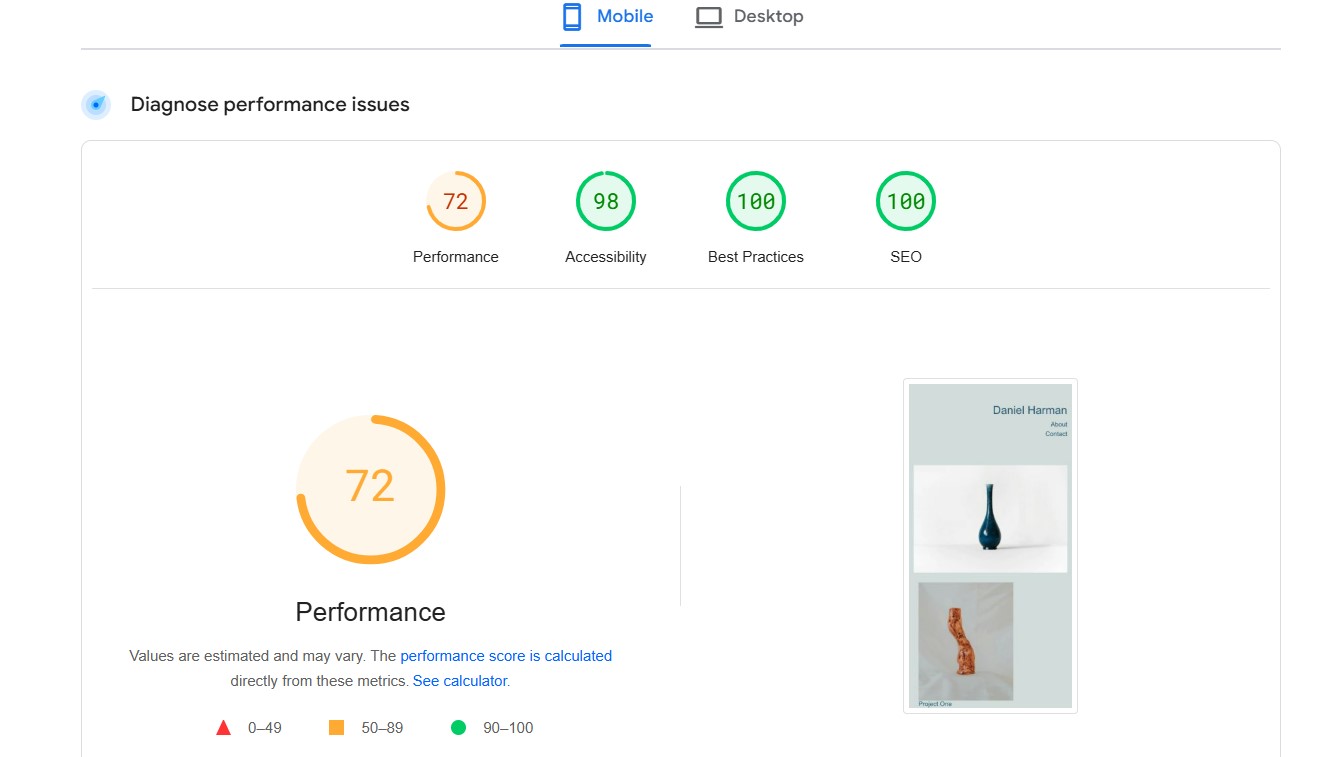 Mobile
Desktop
Diagnose performance issues
72
98
100
100
Performance
Accessibility
Best Practices
SEO
72
Performance
Values are estimated and may vary. The performance score is calculated
directly from these metrics. See calculator.
0–49
50–89
90–100
Daniel Harman
About
Contact
Project One